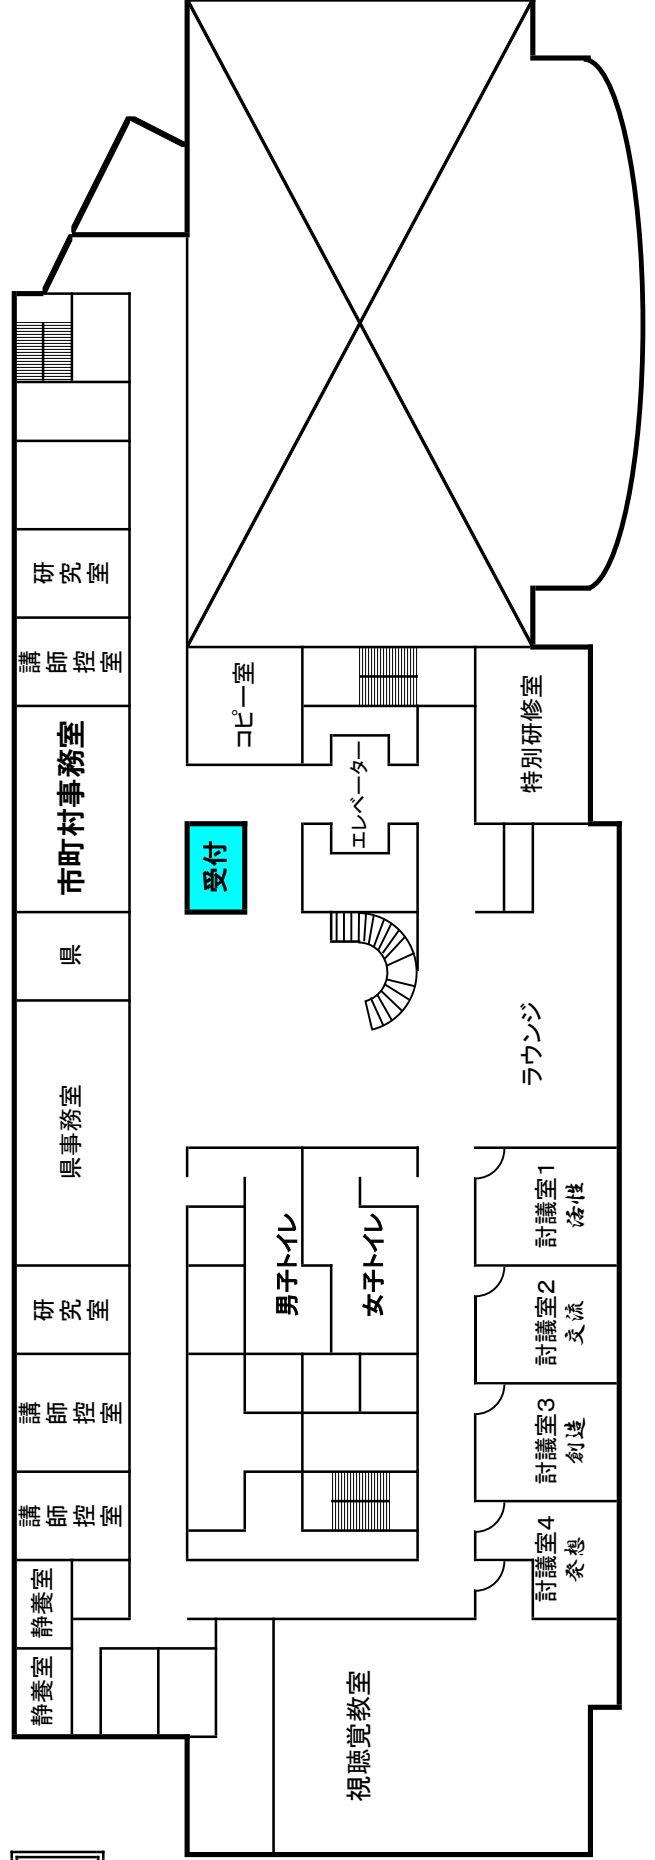 静養室
静養室
講師控室
講師控室
研究室
県事務室
県
市町村事務室
講師控室
研究室
受付
コピー室
男子トイレ
女子トイレ
エレベーター
視聴覚教室
ラウンジ
特別研修室
討議室4
発想
討議室3
創造
討議室2
交流
討議室1
活性